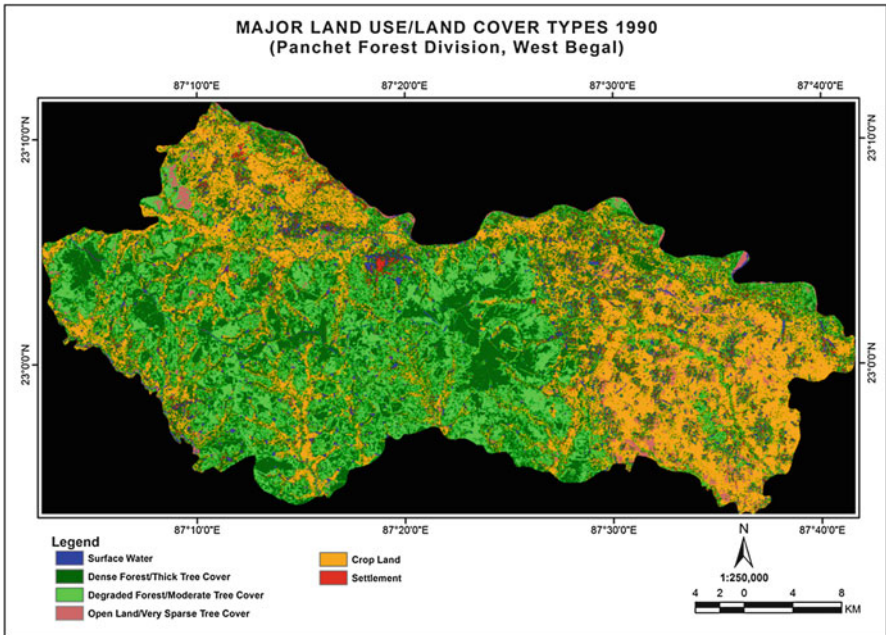 MAJOR LAND USE/LAND COVER TYPES 1990
(Panchet Forest Division, West Begal)
87°10'0"E 87°20'0"E 87°30'0"E 87°40'0"E
23°10'0"N 23°10'0"N
23°0'0"N 23°0'0"N
87°10'0"E 87°20'0"E 87°30'0"E 87°40'0"E
Legend
Surface Water
Dense Forest/Thick Tree Cover
Degraded Forest/Moderate Tree Cover
Open Land/Very Sparse Tree Cover
Crop Land
Settlement
N
1:250,000
4 2 0 4 8
KM